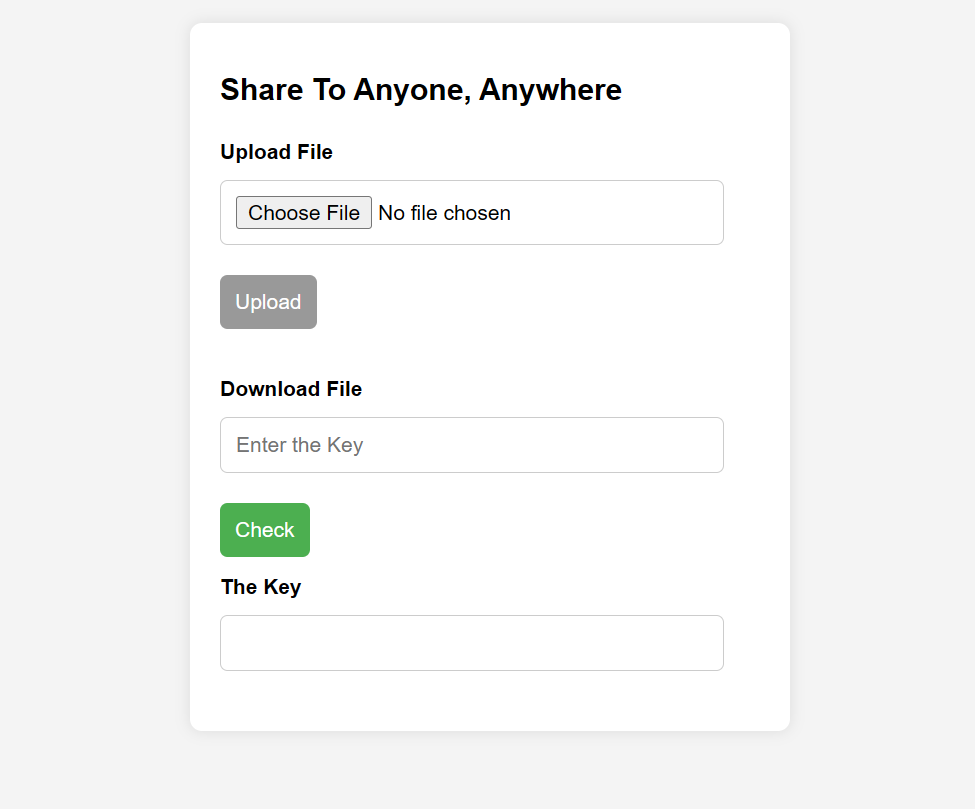 Share To Anyone, Anywhere
Upload File
Choose File No file chosen
Upload
Download File
Enter the Key
Check
The Key